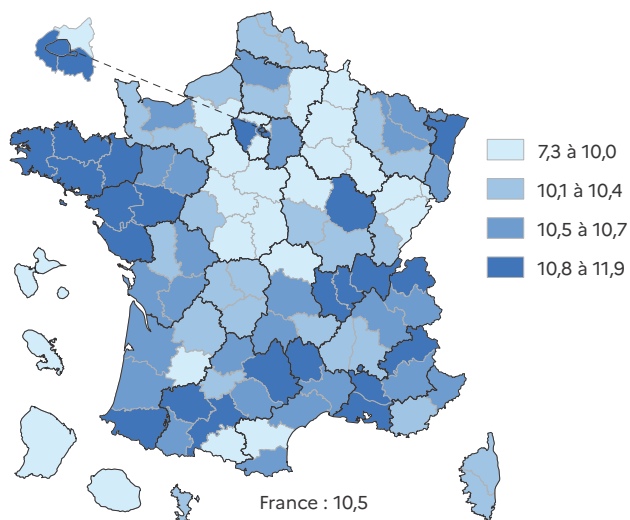 7,3 à 10,0
10,1 à 10,4
10,5 à 10,7
10,8 à 11,9
France : 10,5